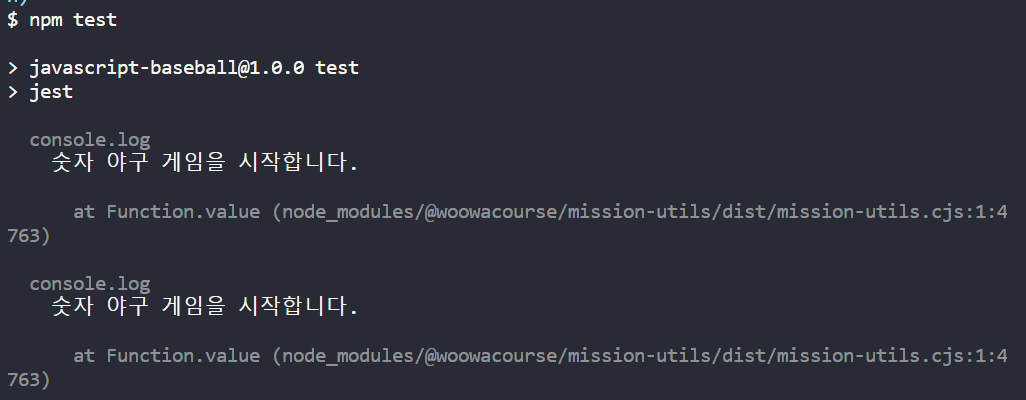 $ npm test
> javascript-baseball@1.0.0 test
> jest
console.log
숫자 야구 게임을 시작합니다.
at Function.value (node_modules/@woowacourse/mission-utils/dist/mission-utils.cjs:1:4
763)
console.log
숫자 야구 게임을 시작합니다.
at Function.value (node_modules/@woowacourse/mission-utils/dist/mission-utils.cjs:1:4
763)